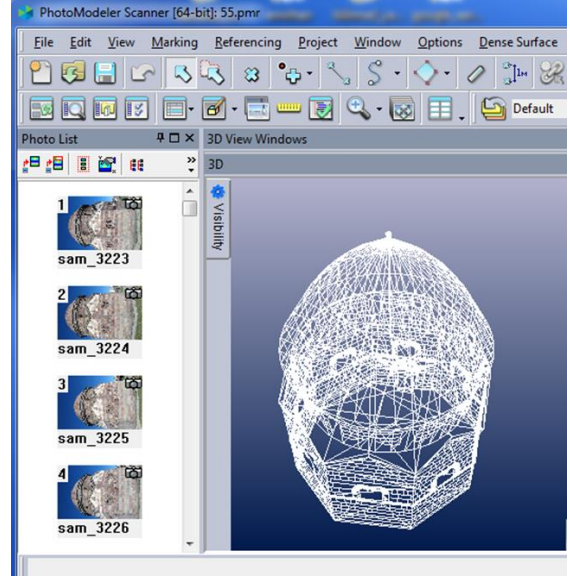 PhotoModeler Scanner [64-bit]: 55.pmr
File Edit View Marking Referencing Project Window Options Dense Surface
1м
Default
Photo List
3D View Windows
3D
Visibility
1
sam_3223
2
sam_3224
3
sam_3225
4
sam_3226